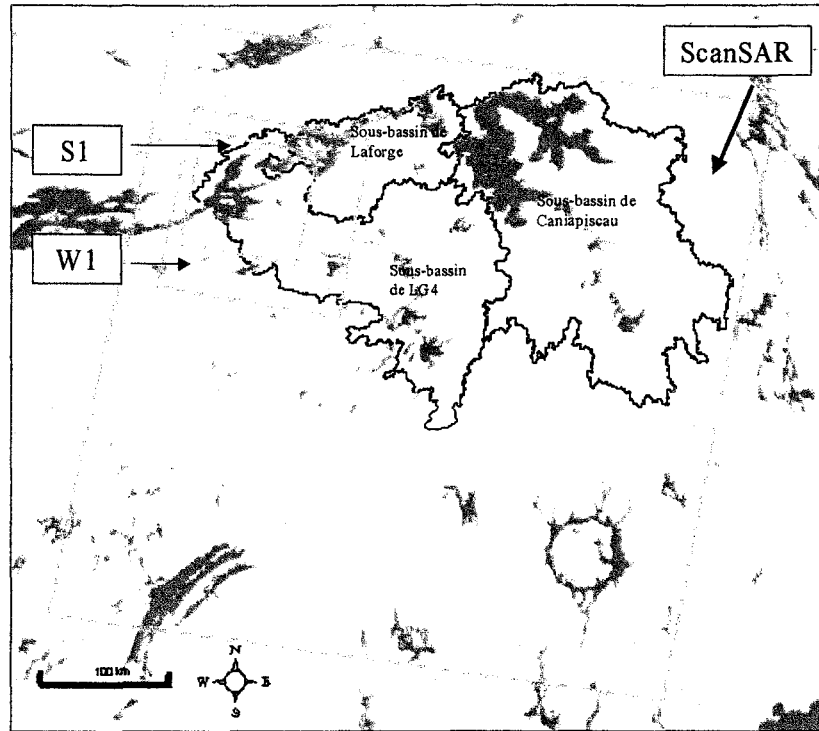 ScanSAR
S1
Sous-bassin de
Laforge
Sous-bassin de
Caniapiscau
W1
Sous-bassin
de LG4
100 km
N
W
E
S